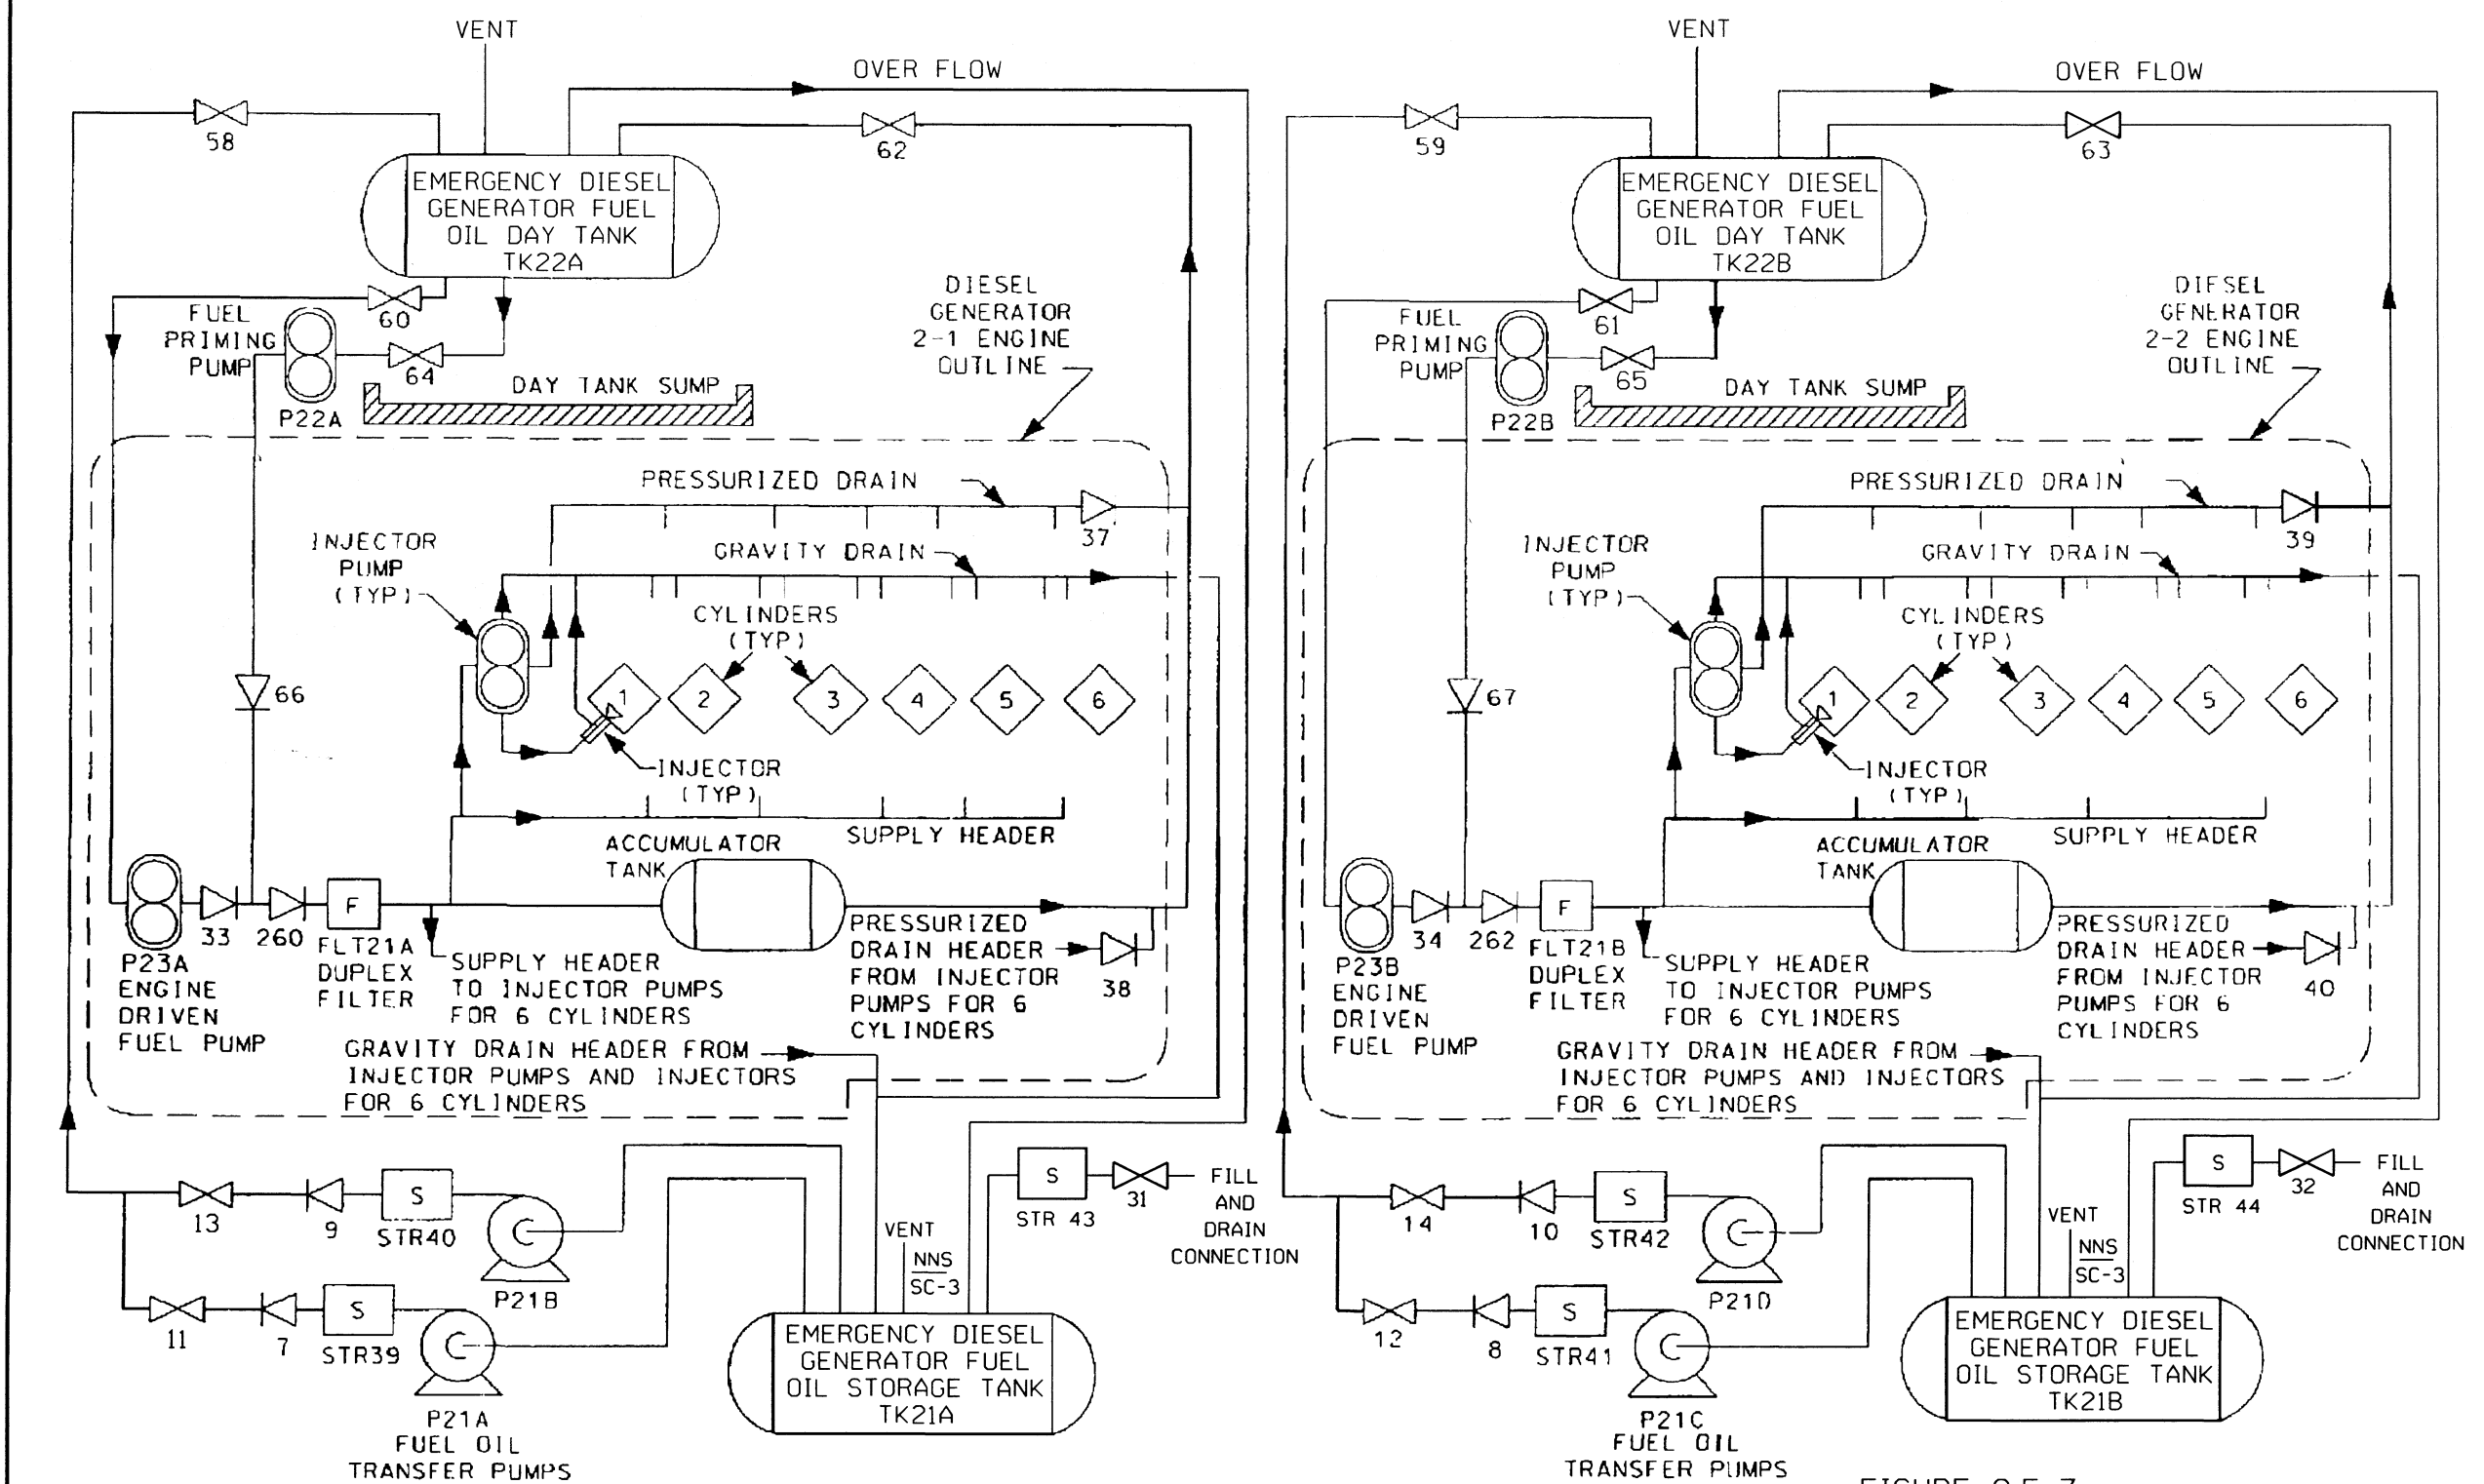 VENT
OVER FLOW
58
62
EMERGENCY DIESEL
GENERATOR FUEL
OIL DAY TANK
TK22A
60
FUEL
PRIMING
PUMP
P22A
64
DAY TANK SUMP
DIESEL
GENERATOR
2-1 ENGINE
OUTLINE
PRESSURIZED DRAIN
37
GRAVITY DRAIN
INJECTOR
PUMP
(TYP)
CYLINDERS
(TYP)
66
1
2
3
4
5
6
INJECTOR
(TYP)
SUPPLY HEADER
ACCUMULATOR
TANK
F
33
260
P23A
ENGINE
DRIVEN
FUEL PUMP
FLT21A
DUPLEX
FILTER
SUPPLY HEADER
TO INJECTOR PUMPS
FOR 6 CYLINDERS
PRESSURIZED
DRAIN HEADER
FROM INJECTOR
PUMPS FOR 6
CYLINDERS
38
GRAVITY DRAIN HEADER FROM
INJECTOR PUMPS AND INJECTORS
FOR 6 CYLINDERS
13
9
S
STR40
C
P21B
11
7
S
STR39
C
P21A
FUEL OIL
TRANSFER PUMPS
VENT
NNS
SC-3
S
STR 43
31
FILL
AND
DRAIN
CONNECTION
EMERGENCY DIESEL
GENERATOR FUEL
OIL STORAGE TANK
TK21A
VENT
OVER FLOW
59
63
EMERGENCY DIESEL
GENERATOR FUEL
OIL DAY TANK
TK22B
61
FUEL
PRIMING
PUMP
P22B
65
DAY TANK SUMP
DIESEL
GENERATOR
2-2 ENGINE
OUTLINE
PRESSURIZED DRAIN
39
GRAVITY DRAIN
INJECTOR
PUMP
(TYP)
CYLINDERS
(TYP)
67
1
2
3
4
5
6
INJECTOR
(TYP)
SUPPLY HEADER
ACCUMULATOR
TANK
F
34
262
P23B
ENGINE
DRIVEN
FUEL PUMP
FLT21B
DUPLEX
FILTER
SUPPLY HEADER
TO INJECTOR PUMPS
FOR 6 CYLINDERS
PRESSURIZED
DRAIN HEADER
FROM INJECTOR
PUMPS FOR 6
CYLINDERS
40
GRAVITY DRAIN HEADER FROM
INJECTOR PUMPS AND INJECTORS
FOR 6 CYLINDERS
14
10
S
STR42
C
P21D
12
8
S
STR41
C
P21C
FUEL OIL
TRANSFER PUMPS
VENT
NNS
SC-3
S
STR 44
32
FILL
AND
DRAIN
CONNECTION
EMERGENCY DIESEL
GENERATOR FUEL
OIL STORAGE TANK
TK21B
FIGURE